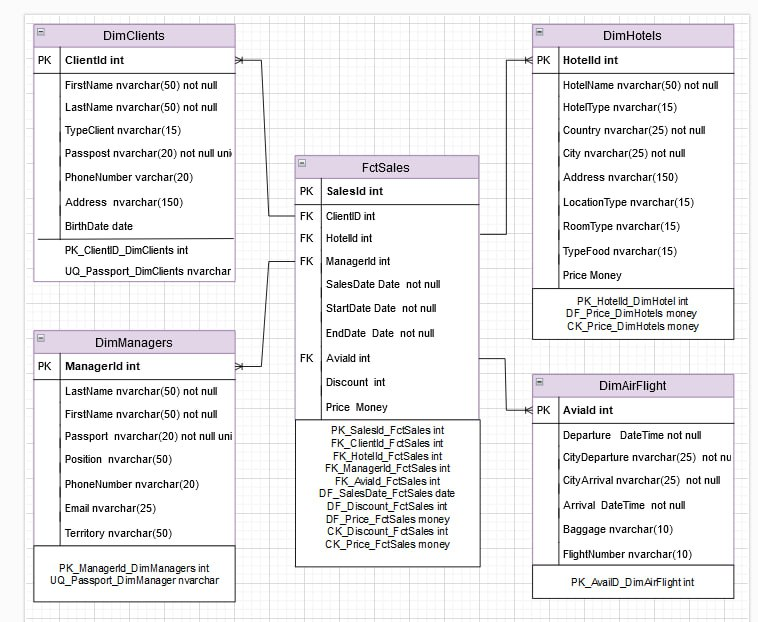 DimClients
PK ClientId int
FirstName nvarchar(50) not null
LastName nvarchar(50) not null
TypeClient nvarchar(15)
Passpost nvarchar(20) not null uni
PhoneNumber varchar(20)
Address nvarchar(150)
BirthDate date
PK_ClientID_DimClients int
UQ_Passport_DimClients nvarchar
DimManagers
PK ManagerId int
LastName nvarchar(50) not null
FirstName nvarchar(50) not null
Passport nvarchar(20) not null uni
Position nvarchar(50)
PhoneNumber nvarchar(20)
Email nvarchar(25)
Territory nvarchar(50)
PK_ManagerId_DimManagers int
UQ_Passport_DimManager nvarchar
FctSales
PK SalesId int
FK ClientID int
FK HotelId int
FK ManagerId int
SalesDate Date not null
StartDate Date not null
EndDate Date not null
FK AviaId int
Discount int
Price Money
PK_SalesId_FctSales int
FK_ClientId_FctSales int
FK_HotelId_FctSales int
FK_ManagerId_FctSales int
FK_AviaId_FctSales int
DF_SalesDate_FctSales date
DF_Discount_FctSales int
DF_Price_FctSales money
CK_Discount_FctSales int
CK_Price_FctSales money
DimHotels
PK HotelId int
HotelName nvarchar(50) not null
HotelType nvarchar(15)
Country nvarchar(25) not null
City nvarchar(25) not null
Address nvarchar(150)
LocationType nvarchar(15)
RoomType nvarchar(15)
TypeFood nvarchar(15)
Price Money
PK_HotelId_DimHotel int
DF_Price_DimHotels money
CK_Price_DimHotels money
DimAirFlight
PK AviaId int
Departure DateTime not null
CityDeparture nvarchar(25) not nu
CityArrival nvarchar(25) not null
Arrival DateTime not null
Baggage nvarchar(10)
FlightNumber nvarchar(10)
PK_AvailD_DimAirFlight int